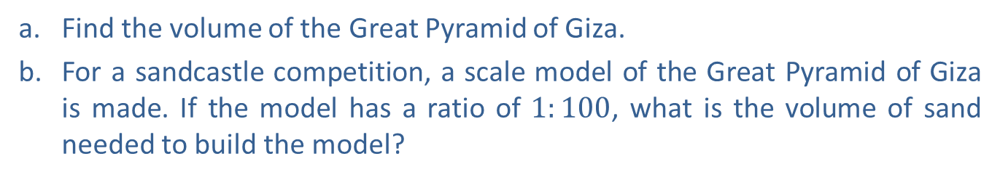 a. Find the volume of the Great Pyramid of Giza.
b. For a sandcastle competition, a scale model of the Great Pyramid of Giza
is made. If the model has a ratio of 1: 100, what is the volume of sand
needed to build the model?